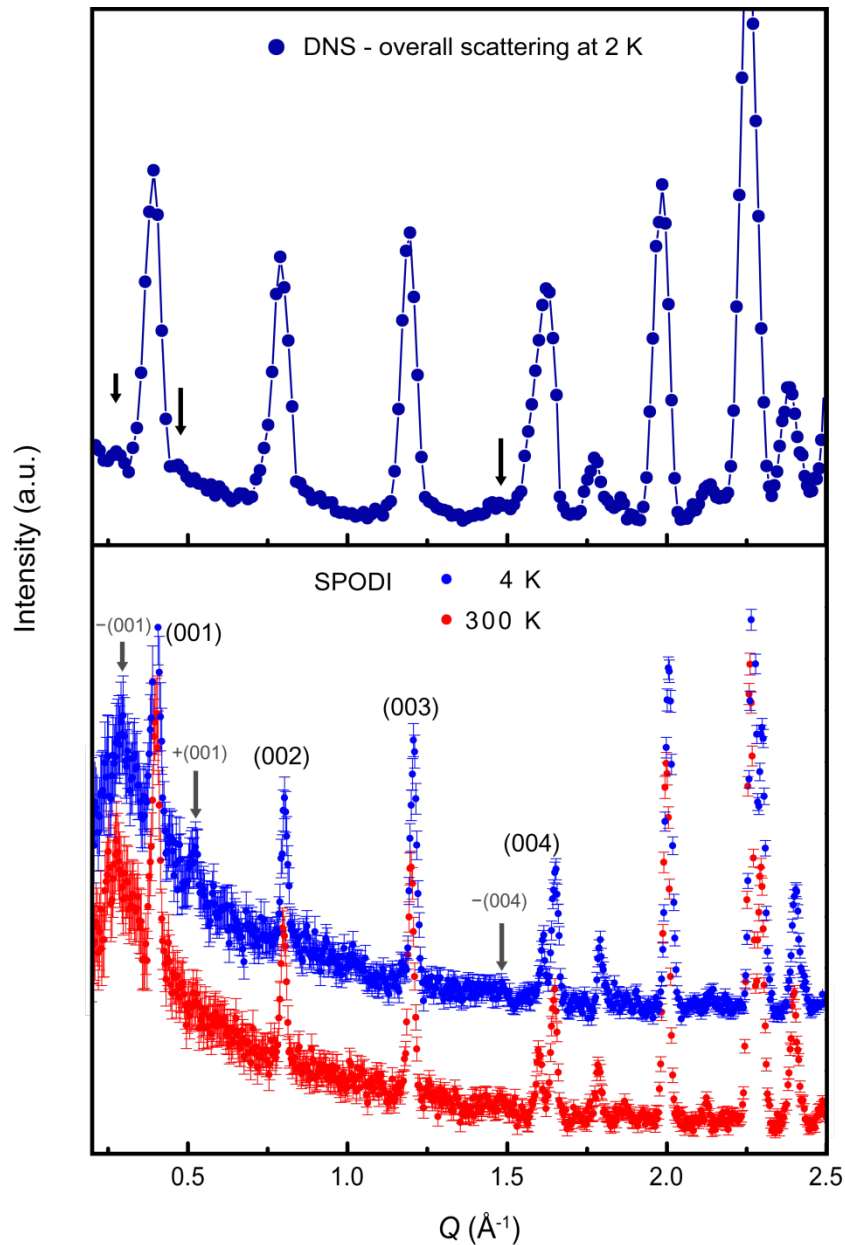 DNS - overall scattering at 2 K
Intensity (a.u.)
SPODI
4 K
300 K
−(001)
(001)
+(001)
(002)
(003)
(004)
−(004)
0.5 1.0 1.5 2.0 2.5
Q (Å⁻¹)